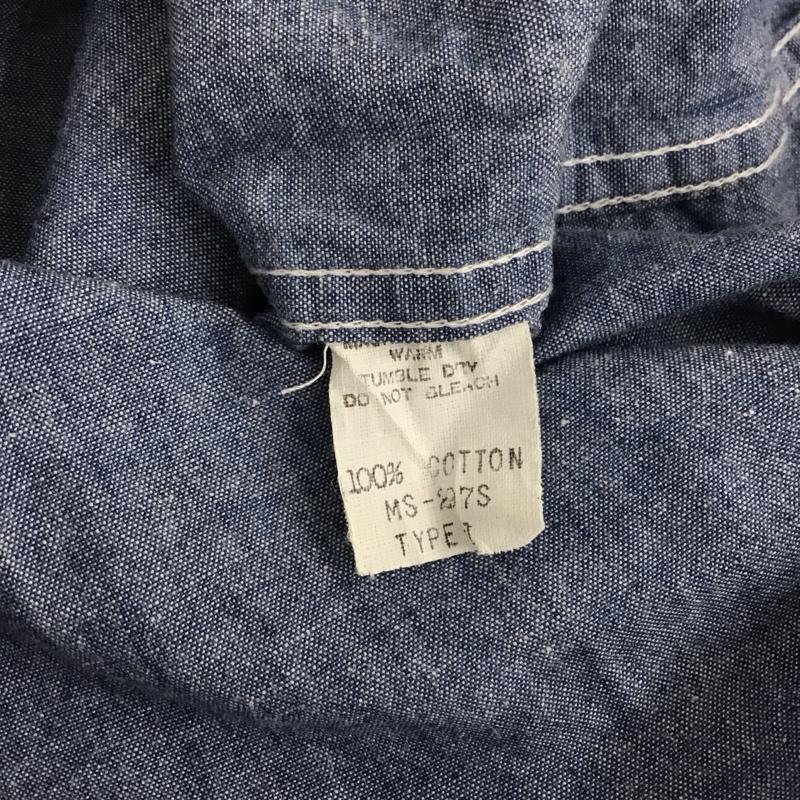 WARM
TUMBLE DRY
DO NOT BLEACH
100% COTTON
TYPE